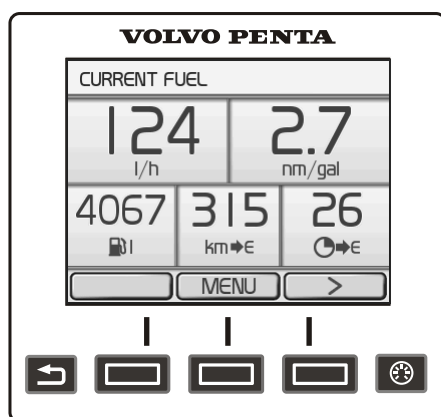 VOLVO PENTA
CURRENT FUEL
124 2.7
l/h nm/gal
4067 315 26
l km➡E ➡E
MENU >